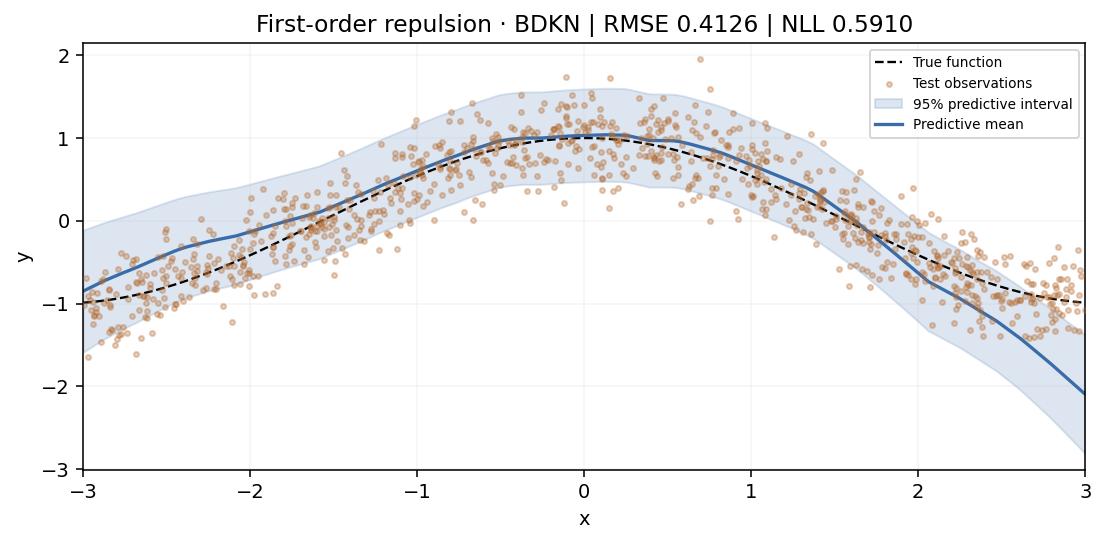 First-order repulsion · BDKN | RMSE 0.4126 | NLL 0.5910
True function
Test observations
95% predictive interval
Predictive mean
y
2
1
0
−1
−2
−3
−3 −2 −1 0 1 2 3
x